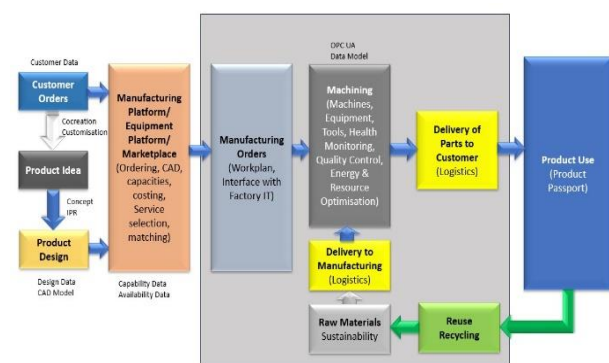 Customer Data
Customer
Orders
Cocreation
Customisation
Product Idea
Concept
IPR
Product
Design
Design Data
CAD Model
Manufacturing
Platform/
Equipment
Platform/
Marketplace
(Ordering, CAD,
capacities,
costing,
Service
selection,
matching)
Capability Data
Availability Data
Manufacturing
Orders
(Workplan,
Interface with
Factory IT)
OPC UA
Data Model
Machining
(Machines,
Equipment,
Tools, Health
Monitoring,
Quality Control,
Energy &
Resource
Optimisation)
Delivery to
Manufacturing
(Logistics)
Raw Materials
Sustainability
Delivery of
Parts to
Customer
(Logistics)
Reuse
Recycling
Product Use
(Product
Passport)